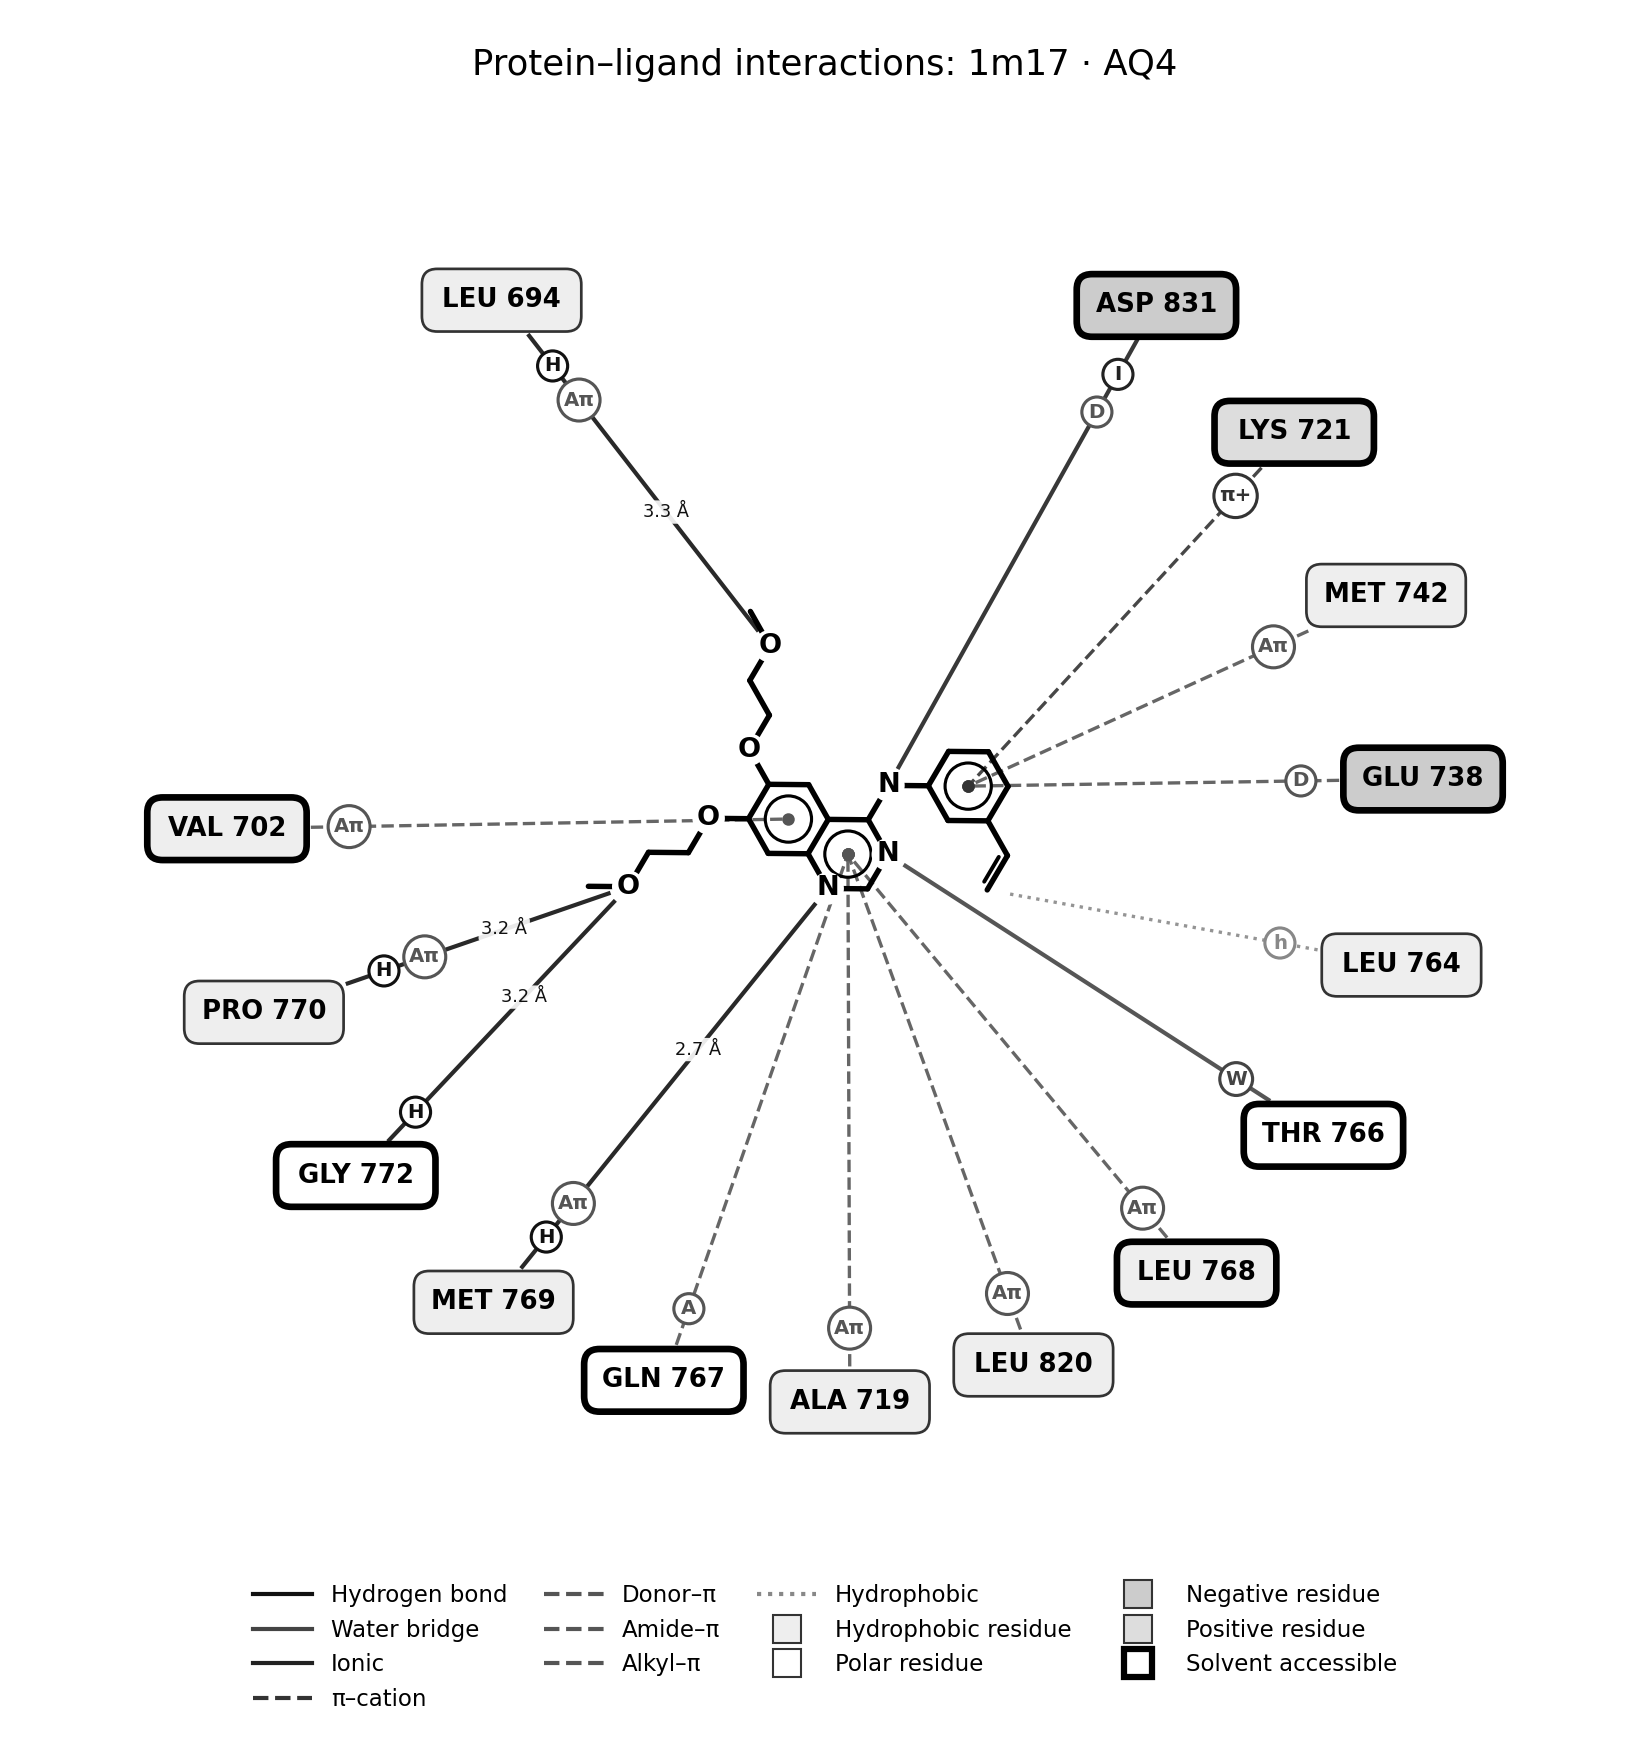 Protein–ligand interactions: 1m17 · AQ4
LEU 694
ASP 831
H
I
Aπ
D
LYS 721
π+
3.3 Å
MET 742
Aπ
O
O
N
D
GLU 738
VAL 702
Aπ
O
N
O
N
3.2 Å
h
LEU 764
Aπ
H
PRO 770
3.2 Å
2.7 Å
W
H
THR 766
GLY 772
Aπ
Aπ
H
LEU 768
MET 769
Aπ
A
Aπ
LEU 820
GLN 767
ALA 719
Hydrogen bond
Water bridge
Ionic
π–cation
Donor–π
Amide–π
Alkyl–π
Hydrophobic
Hydrophobic residue
Polar residue
Negative residue
Positive residue
Solvent accessible